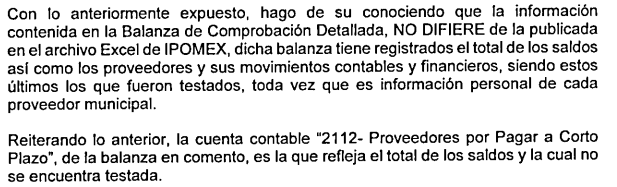 Con lo anteriormente expuesto, hago de su conociendo que la información
contenida en la Balanza de Comprobación Detallada, NO DIFIERE de la publicada
en el archivo Excel de IPOMEX, dicha balanza tiene registrados el total de los saldos
así como los proveedores y sus movimientos contables y financieros, siendo estos
últimos los que fueron testados, toda vez que es información personal de cada
proveedor municipal.
Reiterando lo anterior, la cuenta contable "2112- Proveedores por Pagar a Corto
Plazo", de la balanza en comento, es la que refleja el total de los saldos y la cual no
se encuentra testada.